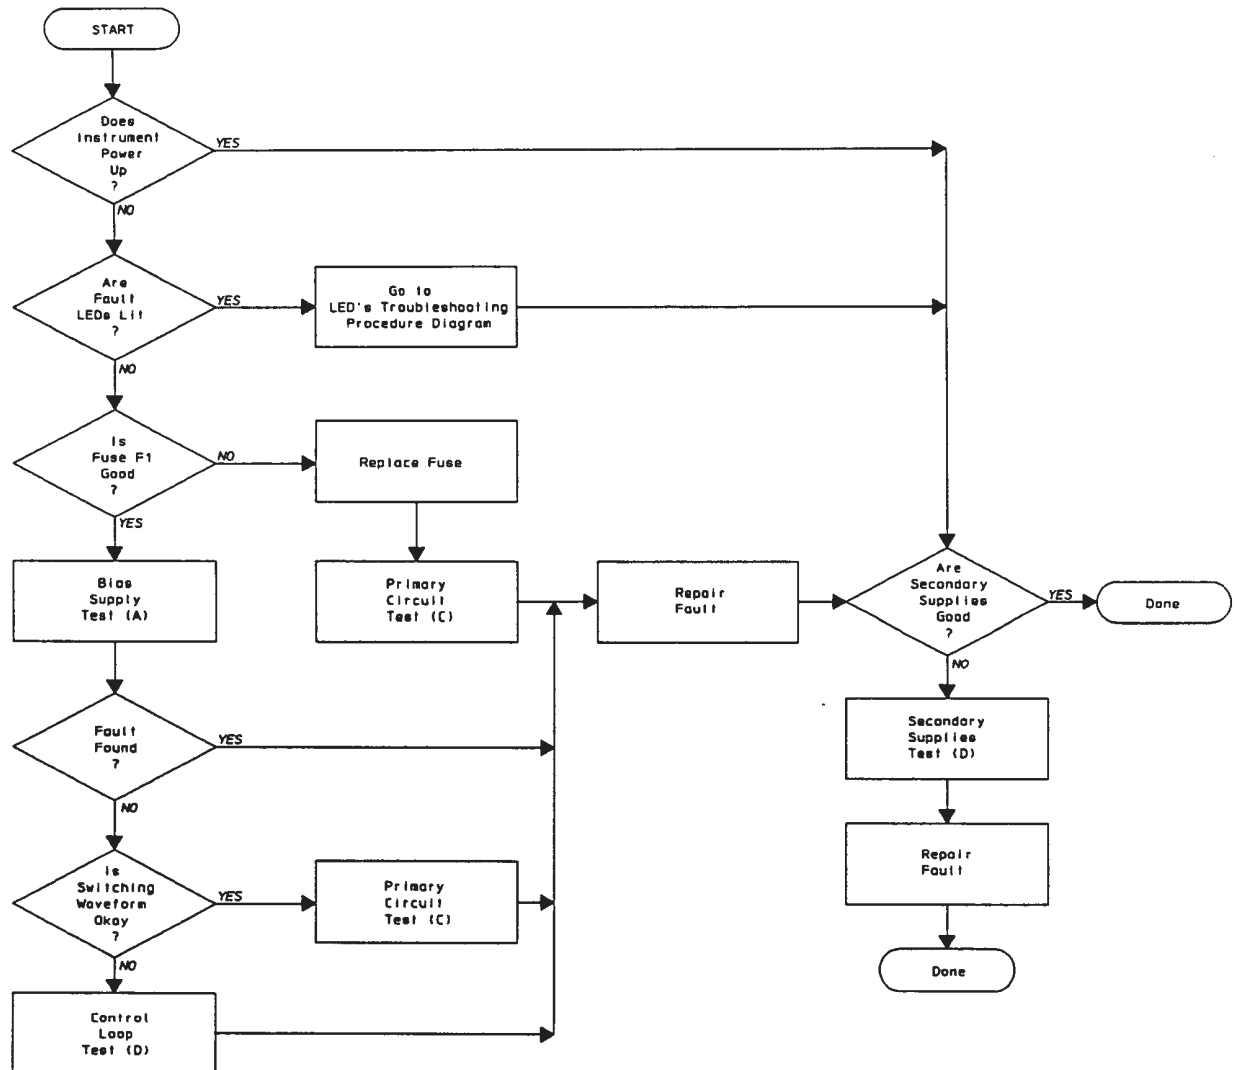 START
Does
Instrument
Power
Up
?
YES
NO
Are
Fault
LEDs Lit
?
YES
NO
Go to
LED's Troubleshooting
Procedure Diagram
Is
Fuse F1
Good
?
NO
YES
Replace Fuse
Bias
Supply
Test (A)
Primary
Circuit
Test (C)
Repair
Fault
Are
Secondary
Supplies
Good
?
YES
NO
Done
Fault
Found
?
YES
NO
Secondary
Supplies
Test (D)
Is
Switching
Waveform
Okay
?
YES
NO
Primary
Circuit
Test (C)
Repair
Fault
Done
Control
Loop
Test (D)